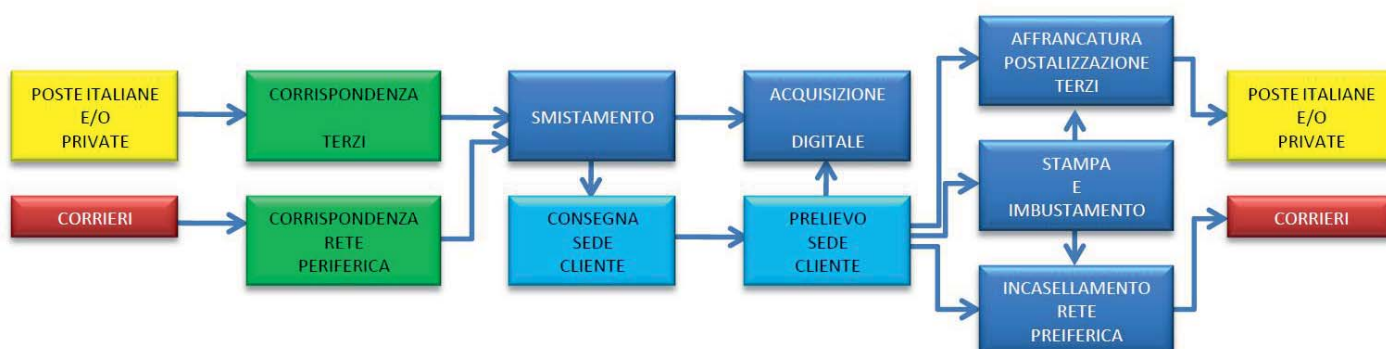 POSTE ITALIANE
E/O
PRIVATE
CORRIERI
CORRISPONDENZA
TERZI
CORRISPONDENZA
RETE
PERIFERICA
SMISTAMENTO
CONSEGNA
SEDE
CLIENTE
ACQUISIZIONE
DIGITALE
PRELIEVO
SEDE
CLIENTE
AFFRANCATURA
POSTALIZZAZIONE
TERZI
STAMPA
E
IMBUSTAMENTO
INCASELLAMENTO
RETE
PREIFERICA
POSTE ITALIANE
E/O
PRIVATE
CORRIERI